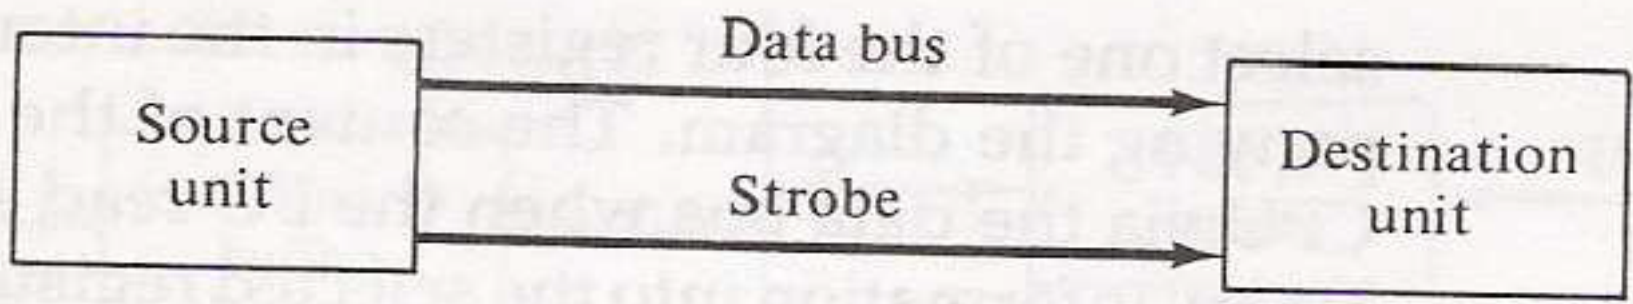 Data bus
Source
unit
Strobe
Destination
unit